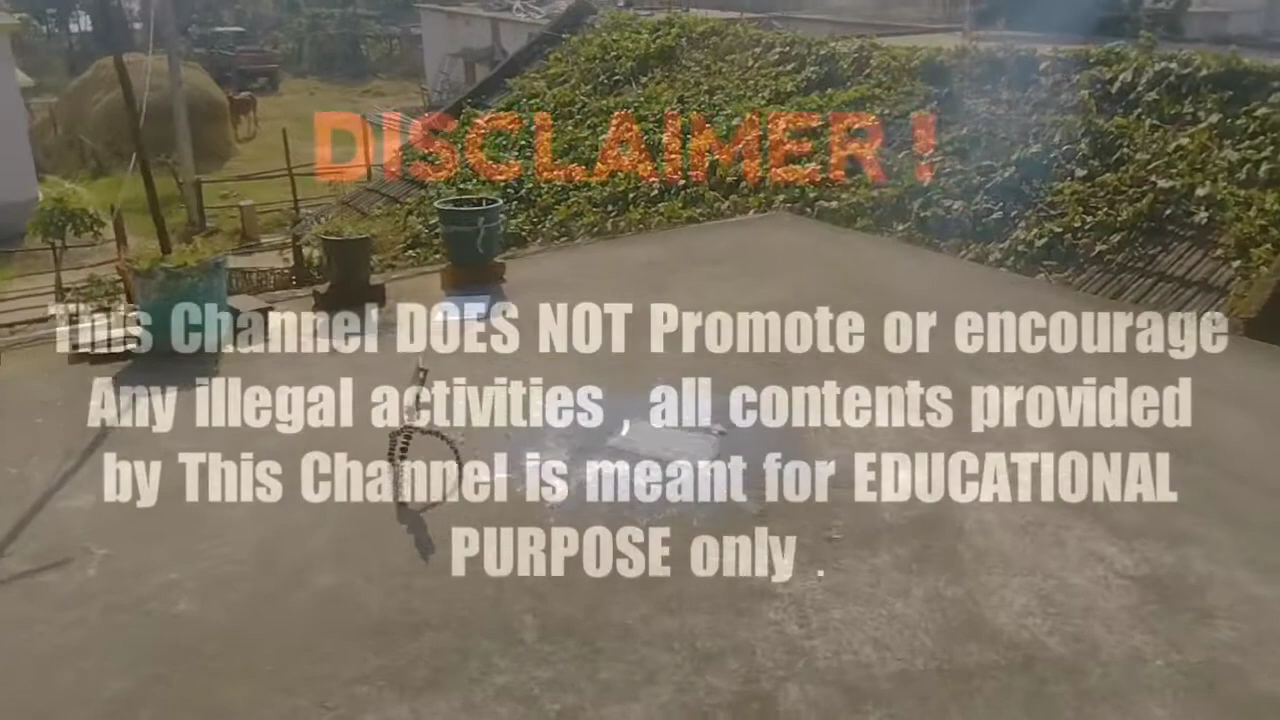 DISCLAIMER !
This Channel DOES NOT Promote or encourage
Any illegal activities , all contents provided
by This Channel is meant for EDUCATIONAL
PURPOSE only .